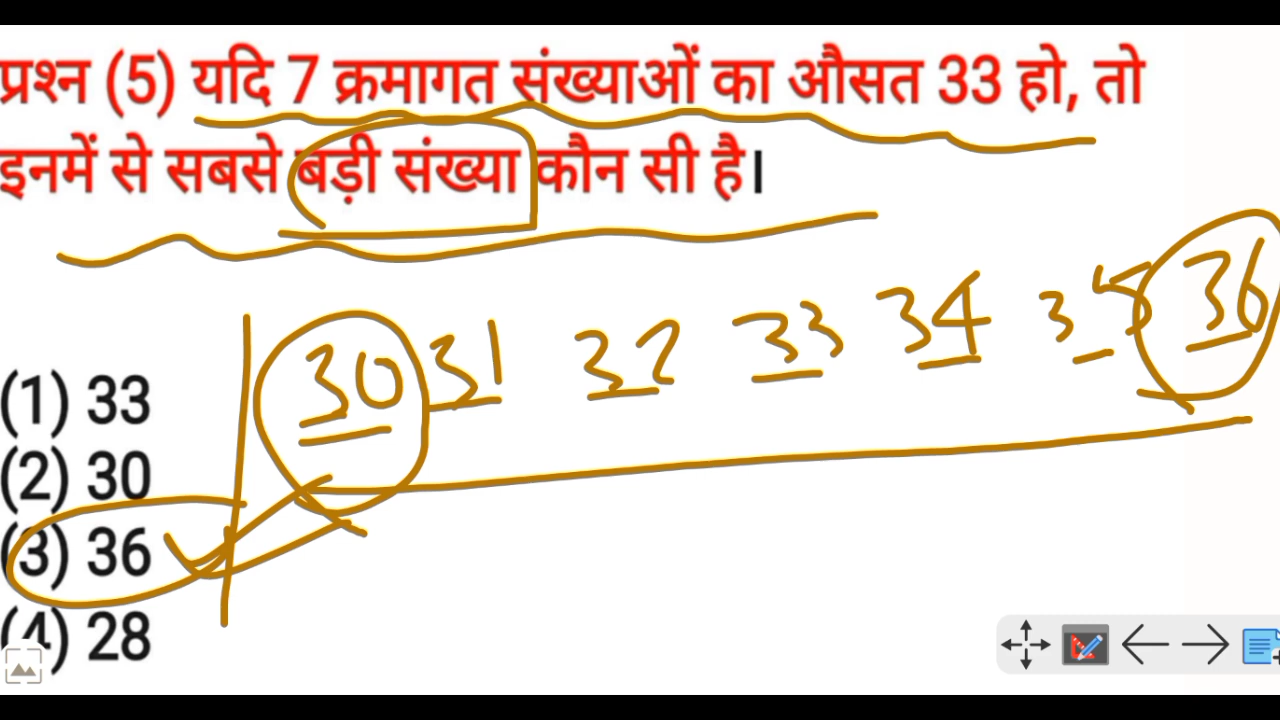 प्रश्न (5) यदि 7 क्रमागत संख्याओं का औसत 33 हो, तो
इनमें से सबसे बड़ी संख्या कौन सी है।
30 31 32 33 34 35 36
(1) 33
(2) 30
(3) 36
(4) 28